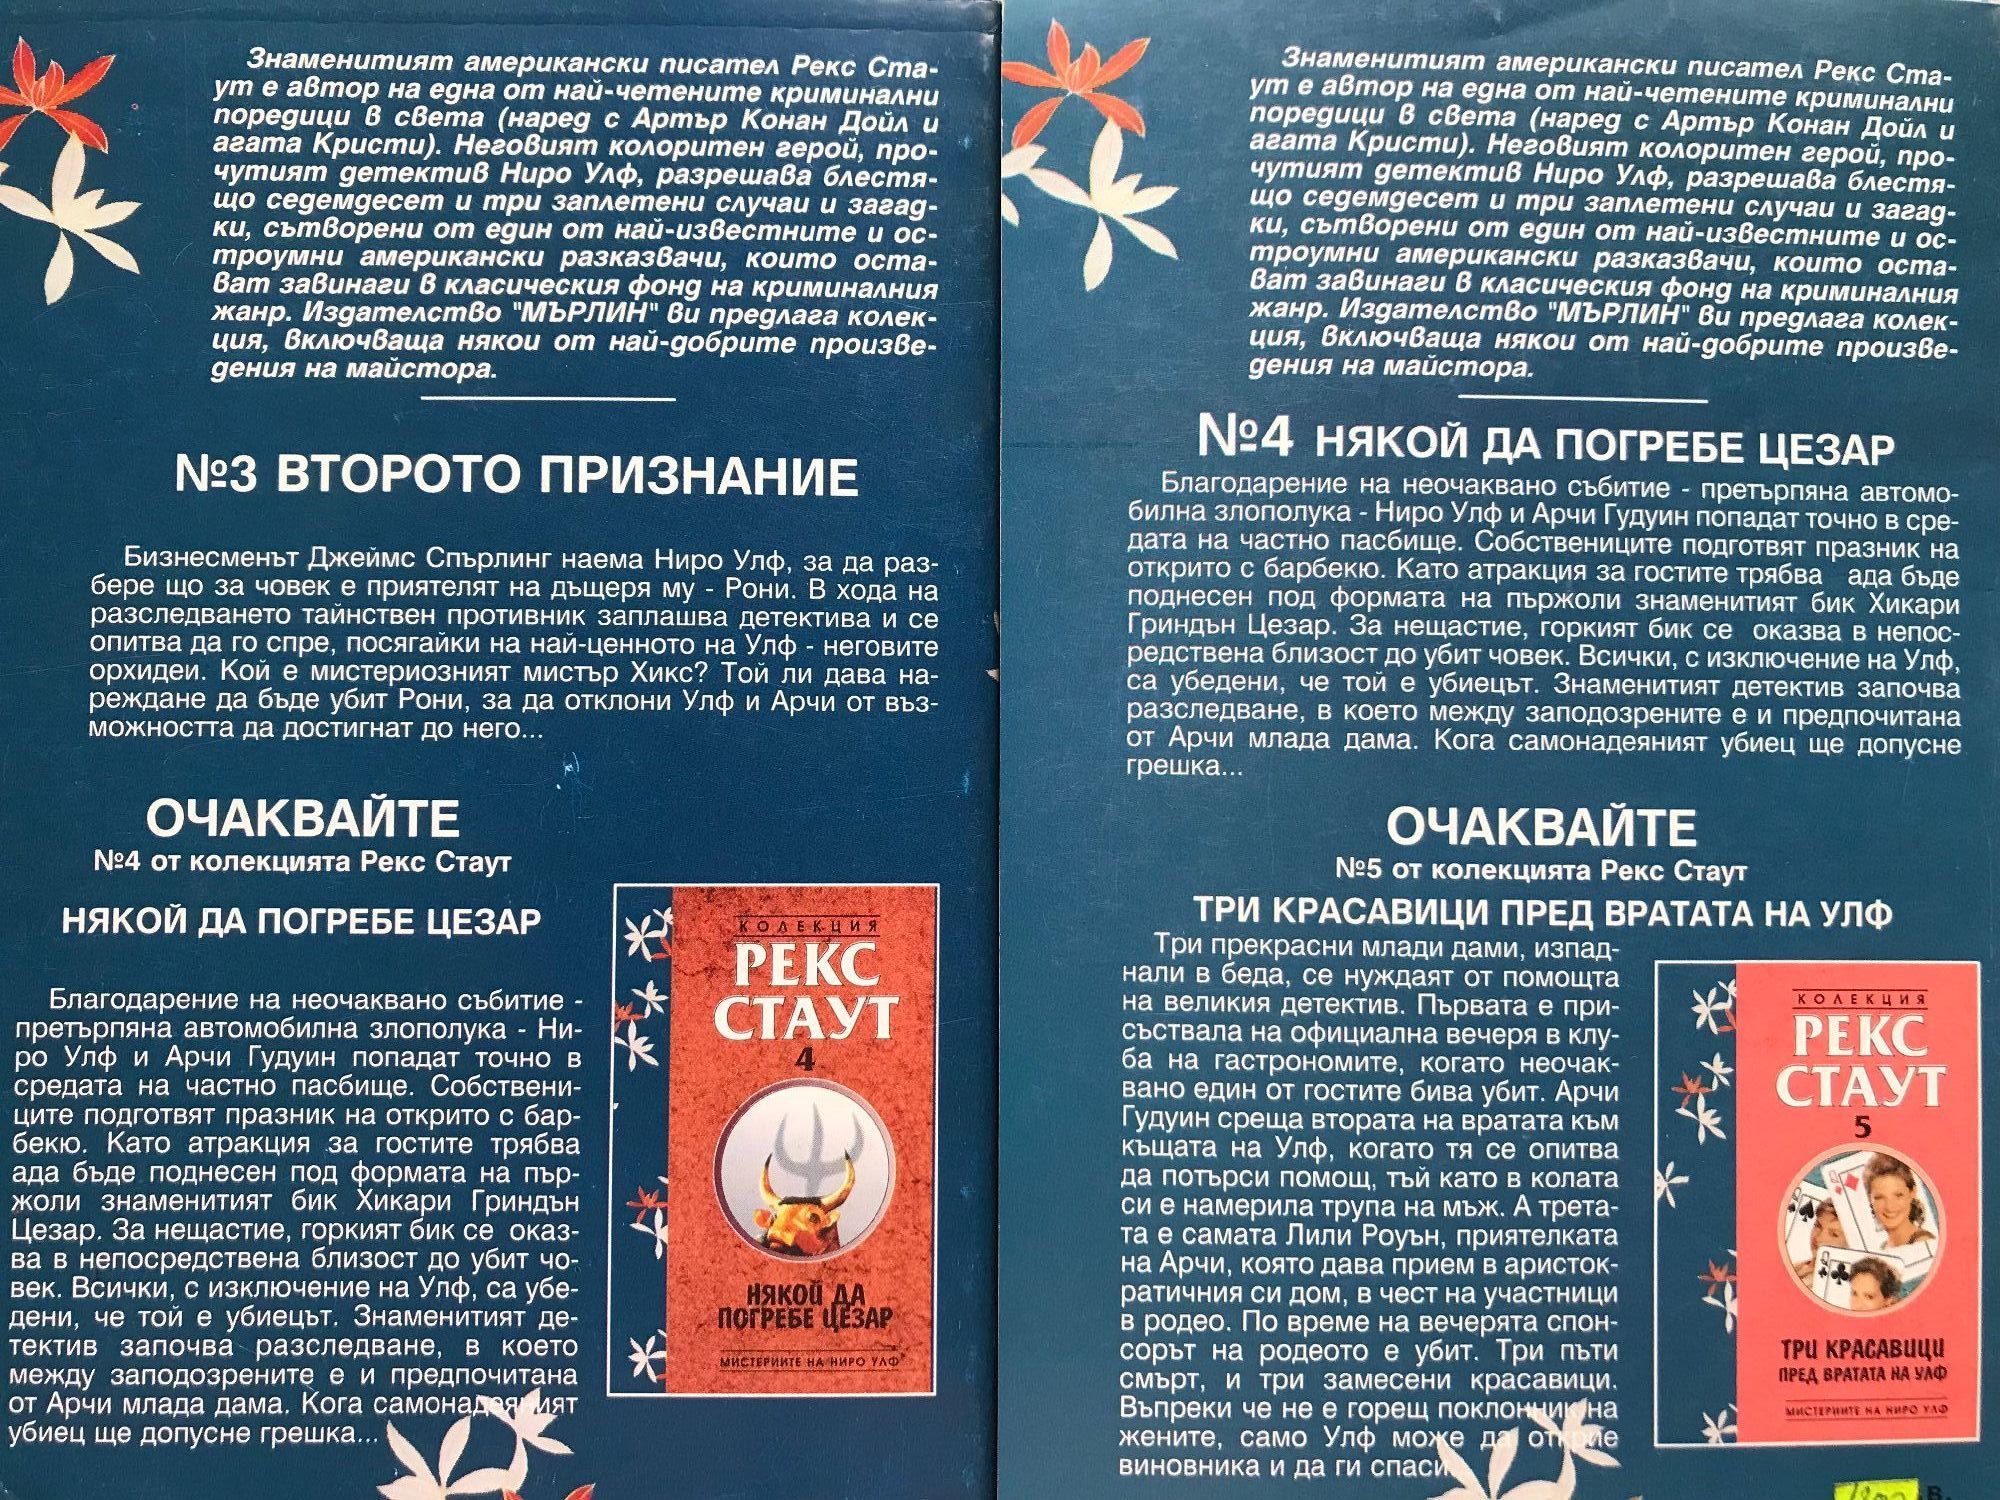 Знаменитият американски писател Рекс Ста-
ут е автор на една от най-четените криминални
поредици в света (наред с Артър Конан Дойл и
агата Кристи). Неговият колоритен герой, про-
чутият детектив Ниро Улф, разрешава блестя-
що седемдесет и три заплетени случаи и загад-
ки, сътворени от един от най-известните и ос-
троумни американски разказвачи, които оста-
ват завинаги в класическия фонд на криминалния
жанр. Издателство "МЪРЛИН" ви предлага колек-
ция, включваща някои от най-добрите произве-
дения на майстора.
№3 ВТОРОТО ПРИЗНАНИЕ
Бизнесменът Джеймс Спърлинг наема Ниро Улф, за да раз-
бере що за човек е приятелят на дъщеря му - Рони. В хода на
разследването тайнствен противник заплашва детектива и се
опитва да го спре, посягайки на най-ценното на Улф - неговите
орхидеи. Кой е мистериозният мистър Хикс? Той ли дава на-
реждане да бъде убит Рони, за да отклони Улф и Арчи от въз-
можността да достигнат до него...
ОЧАКВАЙТЕ
№4 от колекцията Рекс Стаут
НЯКОЙ ДА ПОГРЕБЕ ЦЕЗАР
Благодарение на неочаквано събитие -
претърпяна автомобилна злополука - Ни-
ро Улф и Арчи Гудуин попадат точно в
средата на частно пасбище. Собствени-
ците подготвят празник на открито с бар-
бекю. Като атракция за гостите трябва
ада бъде поднесен под формата на пър-
жоли знаменитият бик Хикари Гриндън
Цезар. За нещастие, горкият бик се оказ-
ва в непосредствена близост до убит чо-
век. Всички, с изключение на Улф, са убе-
дени, че той е убиецът. Знаменитият де-
тектив започва разследване, в което
между заподозрените е и предпочитана
от Арчи млада дама. Кога самонадеяният
убиец ще допусне грешка...
КОЛЕКЦИЯ
РЕКС
СТАУТ
4
НЯКОЙ ДА
ПОГРЕБЕ ЦЕЗАР
МИСТЕРИИТЕ НА НИРО УЛФ
Знаменитият американски писател Рекс Ста-
ут е автор на една от най-четените криминални
поредици в света (наред с Артър Конан Дойл и
агата Кристи). Неговият колоритен герой, про-
чутият детектив Ниро Улф, разрешава блестя-
що седемдесет и три заплетени случаи и загад-
ки, сътворени от един от най-известните и ос-
троумни американски разказвачи, които оста-
ват завинаги в класическия фонд на криминалния
жанр. Издателство "МЪРЛИН" ви предлага колек-
ция, включваща някои от най-добрите произве-
дения на майстора.
№4 НЯКОЙ ДА ПОГРЕБЕ ЦЕЗАР
Благодарение на неочаквано събитие - претърпяна автомо-
билна злополука - Ниро Улф и Арчи Гудуин попадат точно в сре-
дата на частно пасбище. Собствениците подготвят празник на
открито с барбекю. Като атракция за гостите трябва ада бъде
поднесен под формата на пържоли знаменитият бик Хикари
Гриндън Цезар. За нещастие, горкият бик се оказва в непос-
редствена близост до убит човек. Всички, с изключение на Улф,
са убедени, че той е убиецът. Знаменитият детектив започва
разследване, в което между заподозрените е и предпочитана
от Арчи млада дама. Кога самонадеяният убиец ще допусне
грешка...
ОЧАКВАЙТЕ
№5 от колекцията Рекс Стаут
ТРИ КРАСАВИЦИ ПРЕД ВРАТАТА НА УЛФ
Три прекрасни млади дами, изпад-
нали в беда, се нуждаят от помощта
на великия детектив. Първата е при-
съствала на официална вечеря в клу-
ба на гастрономите, когато неочак-
вано един от гостите бива убит. Арчи
Гудуин среща втората на вратата към
къщата на Улф, когато тя се опитва
да потърси помощ, тъй като в колата
си е намерила трупа на мъж. А трета-
та е самата Лили Роуън, приятелката
на Арчи, която дава прием в аристок-
ратичния си дом, в чест на участници
в родео. По време на вечерята спон-
сорът на родеото е убит. Три пъти
смърт, и три замесени красавици.
Въпреки че не е горещ поклонник на
жените, само Улф може да открие
виновника и да ги спаси.
КОЛЕКЦИЯ
РЕКС
СТАУТ
5
ТРИ КРАСАВИЦИ
ПРЕД ВРАТАТА НА УЛФ
МИСТЕРИИТЕ НА НИРО УЛФ